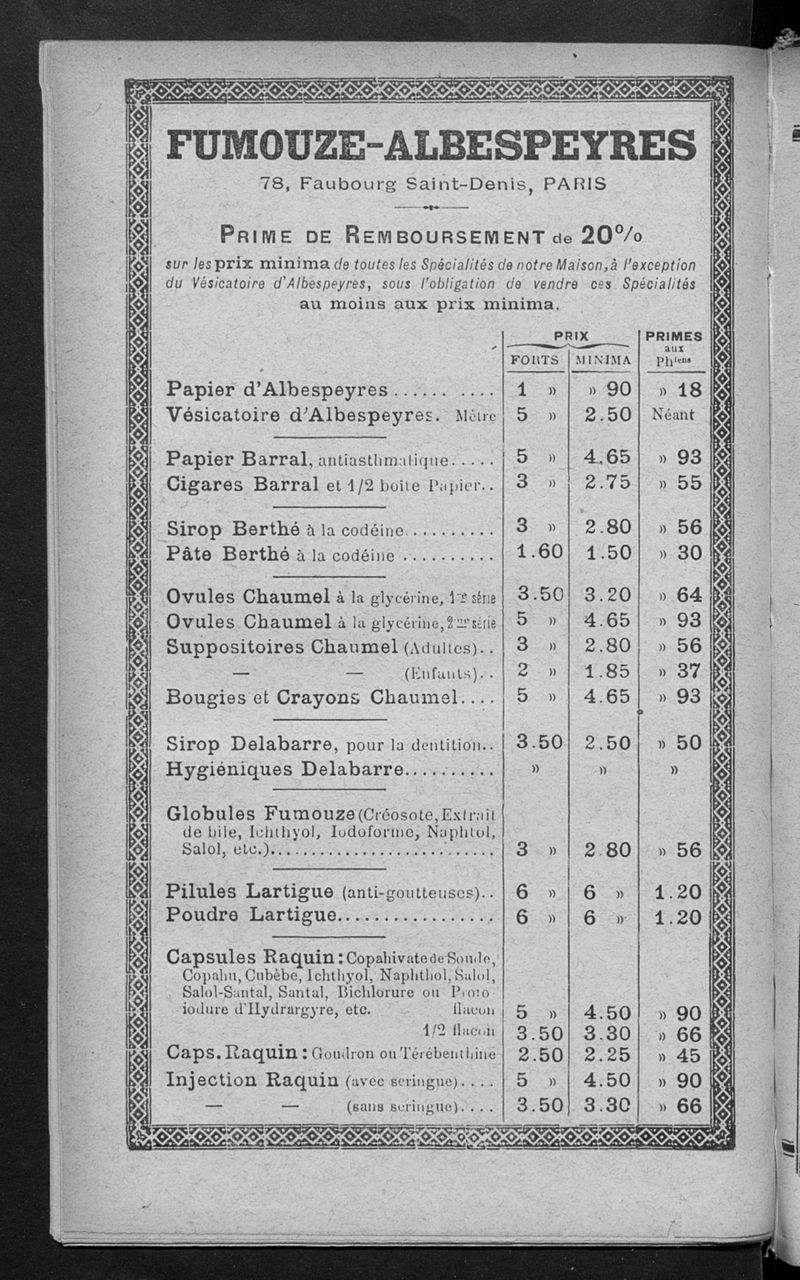 FUMOUZE-ALBESPEYRES
78, Faubourg Saint-Denis, PARIS
PRIME DE REMBOURSEMENT de 20%
sur les prix minima de toutes les Spécialités de notre Maison, à l'exception
du Vésicatoire d'Albespeyres, sous l'obligation de vendre ces Spécialités
au moins aux prix minima.
PRIX PRIMES
aux
FORTS MINIMA Phiens
Papier d'Albespeyres .......... 1 » » 90 » 18
Vésicatoire d'Albespeyres. Mètre 5 » 2.50 Néant
Papier Barral, antiasthmatique..... 5 » 4.65 » 93
Cigares Barral et 1/2 boîte Papier.. 3 » 2.75 » 55
Sirop Berthé à la codéine.......... 3 » 2.80 » 56
Pâte Berthé à la codéine .......... 1.60 1.50 » 30
Ovules Chaumel à la glycérine, 1re série 3.50 3.20 » 64
Ovules Chaumel à la glycérine, 2me série 5 » 4.65 » 93
Suppositoires Chaumel (Adultes).. 3 » 2.80 » 56
— — (Enfants).. 2 » 1.85 » 37
Bougies et Crayons Chaumel.... 5 » 4.65 » 93
Sirop Delabarre, pour la dentition.. 3.50 2.50 » 50
Hygiéniques Delabarre.......... » » »
Globules Fumouze (Créosote, Extrait
de bile, Ichthyol, Iodoforme, Naphtol,
Salol, etc.).......................... 3 » 2 80 » 56
Pilules Lartigue (anti-goutteuses).. 6 » 6 » 1.20
Poudre Lartigue................. 6 » 6 » 1.20
Capsules Raquin : Copahivate de Soude,
Copahu, Cubèbe, Ichthyol, Naphthol, Salol,
Salol-Santal, Santal, Bichlorure ou Proto
iodure d'Hydrargyre, etc. flacon 5 » 4.50 » 90
1/2 flacon 3.50 3.30 » 66
Caps. Raquin : Goudron ou Térébenthine 2.50 2.25 » 45
Injection Raquin (avec seringue).... 5 » 4.50 » 90
— — (sans seringue).... 3.50 3.30 » 66